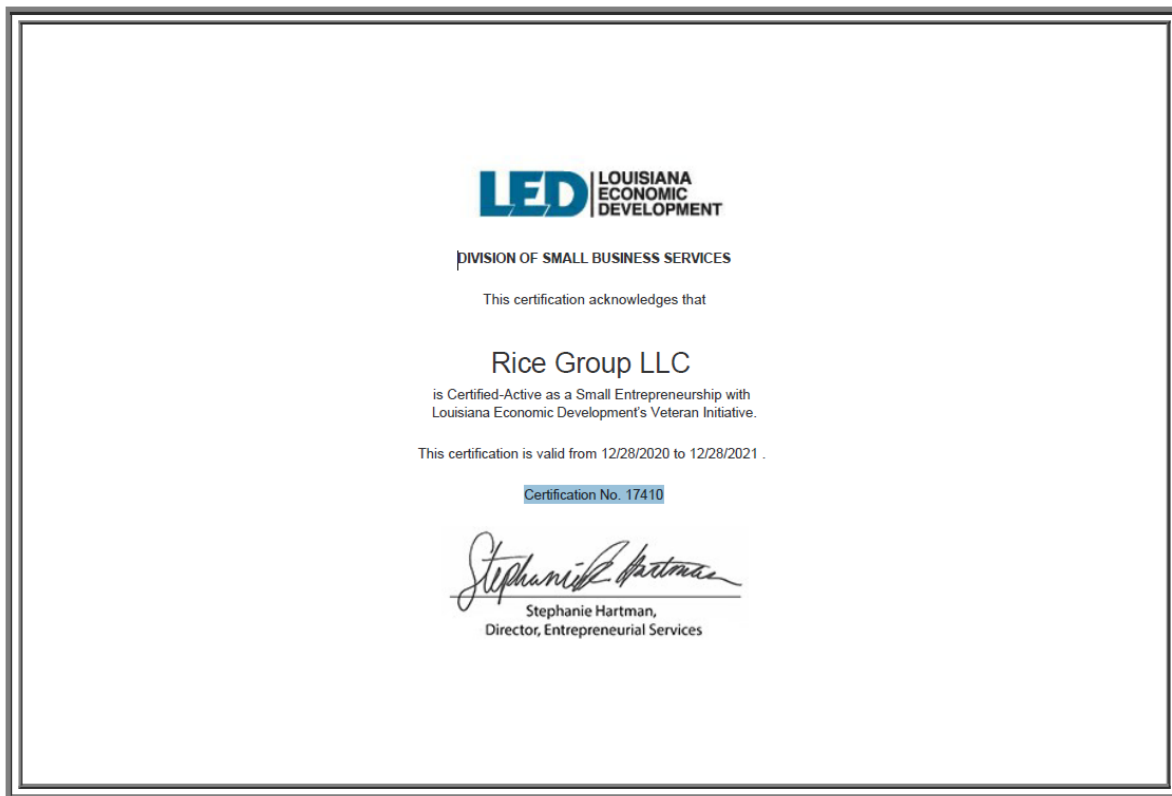 LED LOUISIANA
ECONOMIC
DEVELOPMENT
DIVISION OF SMALL BUSINESS SERVICES
This certification acknowledges that
Rice Group LLC
is Certified-Active as a Small Entrepreneurship with
Louisiana Economic Development's Veteran Initiative.
This certification is valid from 12/28/2020 to 12/28/2021 .
Certification No. 17410
Stephanie R Hartman
Stephanie Hartman,
Director, Entrepreneurial Services